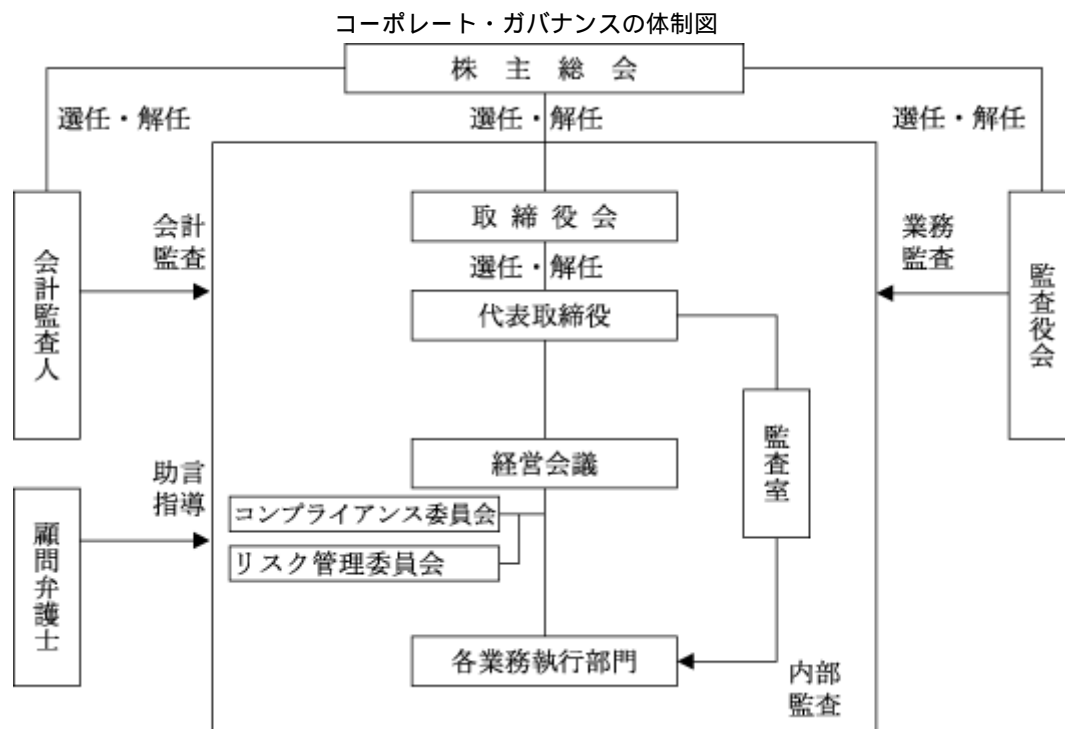 コーポレート・ガバナンスの体制図
株主総会
選任・解任
選任・解任
選任・解任
取締役会
会計
監査
業務
監査
選任・解任
会計監査人
代表取締役
監査役会
監査室
経営会議
助言
指導
コンプライアンス委員会
顧問弁護士
リスク管理委員会
各業務執行部門
内部
監査